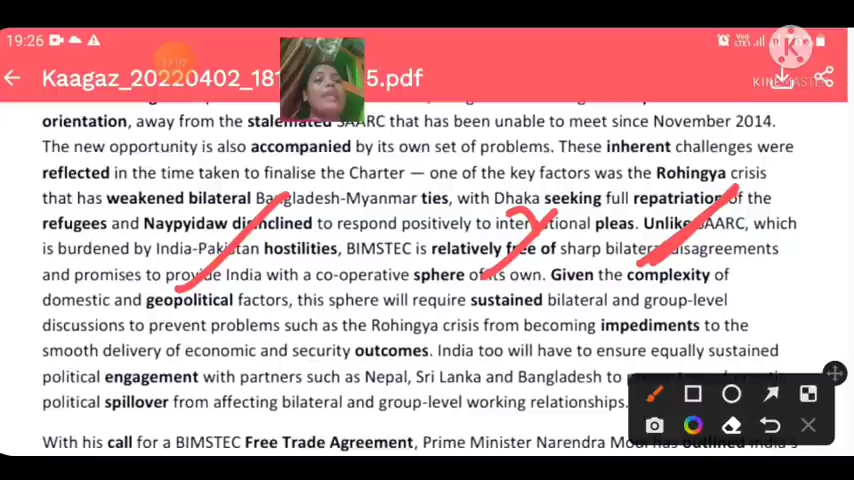 19:26
VoLTE1
Kaagaz_20220402_181 5.pdf
KINEMASTER
orientation, away from the stalemated SAARC that has been unable to meet since November 2014.
The new opportunity is also accompanied by its own set of problems. These inherent challenges were
reflected in the time taken to finalise the Charter — one of the key factors was the Rohingya crisis
that has weakened bilateral Bangladesh-Myanmar ties, with Dhaka seeking full repatriation of the
refugees and Naypyidaw disinclined to respond positively to international pleas. Unlike SAARC, which
is burdened by India-Pakistan hostilities, BIMSTEC is relatively free of sharp bilateral disagreements
and promises to provide India with a co-operative sphere of its own. Given the complexity of
domestic and geopolitical factors, this sphere will require sustained bilateral and group-level
discussions to prevent problems such as the Rohingya crisis from becoming impediments to the
smooth delivery of economic and security outcomes. India too will have to ensure equally sustained
political engagement with partners such as Nepal, Sri Lanka and Bangladesh to
political spillover from affecting bilateral and group-level working relationships.
With his call for a BIMSTEC Free Trade Agreement, Prime Minister Narendra Modi has outlined India's